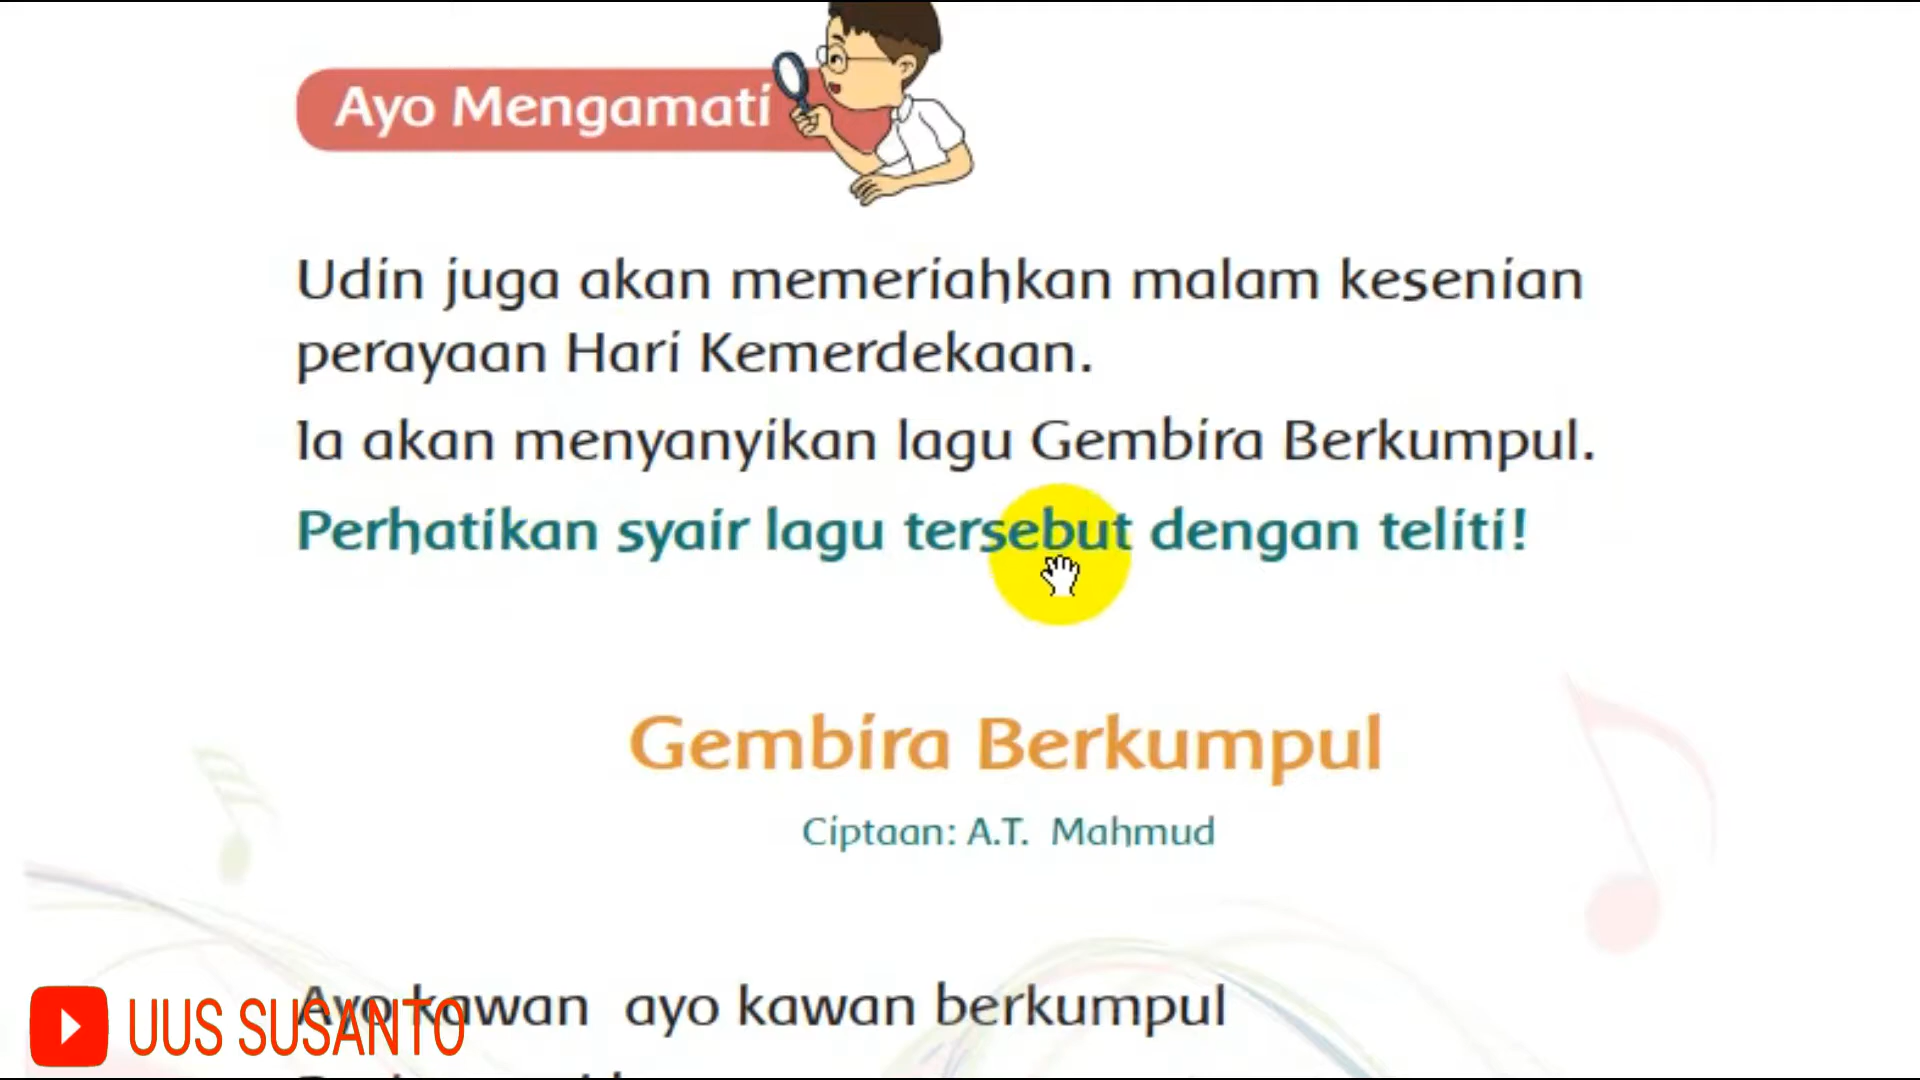 Ayo Mengamati
Udin juga akan memeriahkan malam kesenian
perayaan Hari Kemerdekaan.
Ia akan menyanyikan lagu Gembira Berkumpul.
Perhatikan syair lagu tersebut dengan teliti!
Gembira Berkumpul
Ciptaan: A.T. Mahmud
Ayo kawan ayo kawan berkumpul
UUS SUSANTO